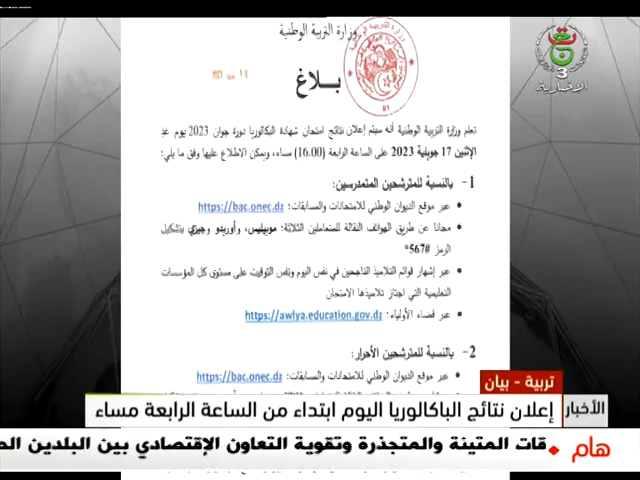 وزارة التربية الوطنية
3
الإخبارية
بـــلاغ
تعلم وزارة التربية الوطنية أنه سيتم إعلان نتائج امتحان شهادة البكالوريا دورة جوان 2023 يوم غدٍ
الإثنين 17 جويلية 2023 على الساعة الرابعة (16.00) مساء، ويمكن الاطلاع عليها وفق ما يلي:
1- بالنسبة للمترشحين المتمدرسين:
عبر موقع الديوان الوطني للامتحانات والمسابقات: https://bac.onec.dz
مجانا عن طريق الهواتف النقالة للمتعاملين الثلاثة: موبيليس، وأوريدو وجيزي بتشكيل
الرمز #567*
عبر إشهار قوائم التلاميذ الناجحين في نفس اليوم ونفس التوقيت على مستوى كل المؤسسات
التعليمية التي اجتاز تلاميذها الامتحان
عبر فضاء الأولياء: https://awlya.education.gov.dz
2- بالنسبة للمترشحين الأحرار:
عبر موقع الديوان الوطني للامتحانات والمسابقات: https://bac.onec.dz
تربية - بيان
الأخبار
إعلان نتائج الباكالوريا اليوم ابتداء من الساعة الرابعة مساء
هام
قات المتينة والمتجذرة وتقوية التعاون الإقتصادي بين البلدين الص